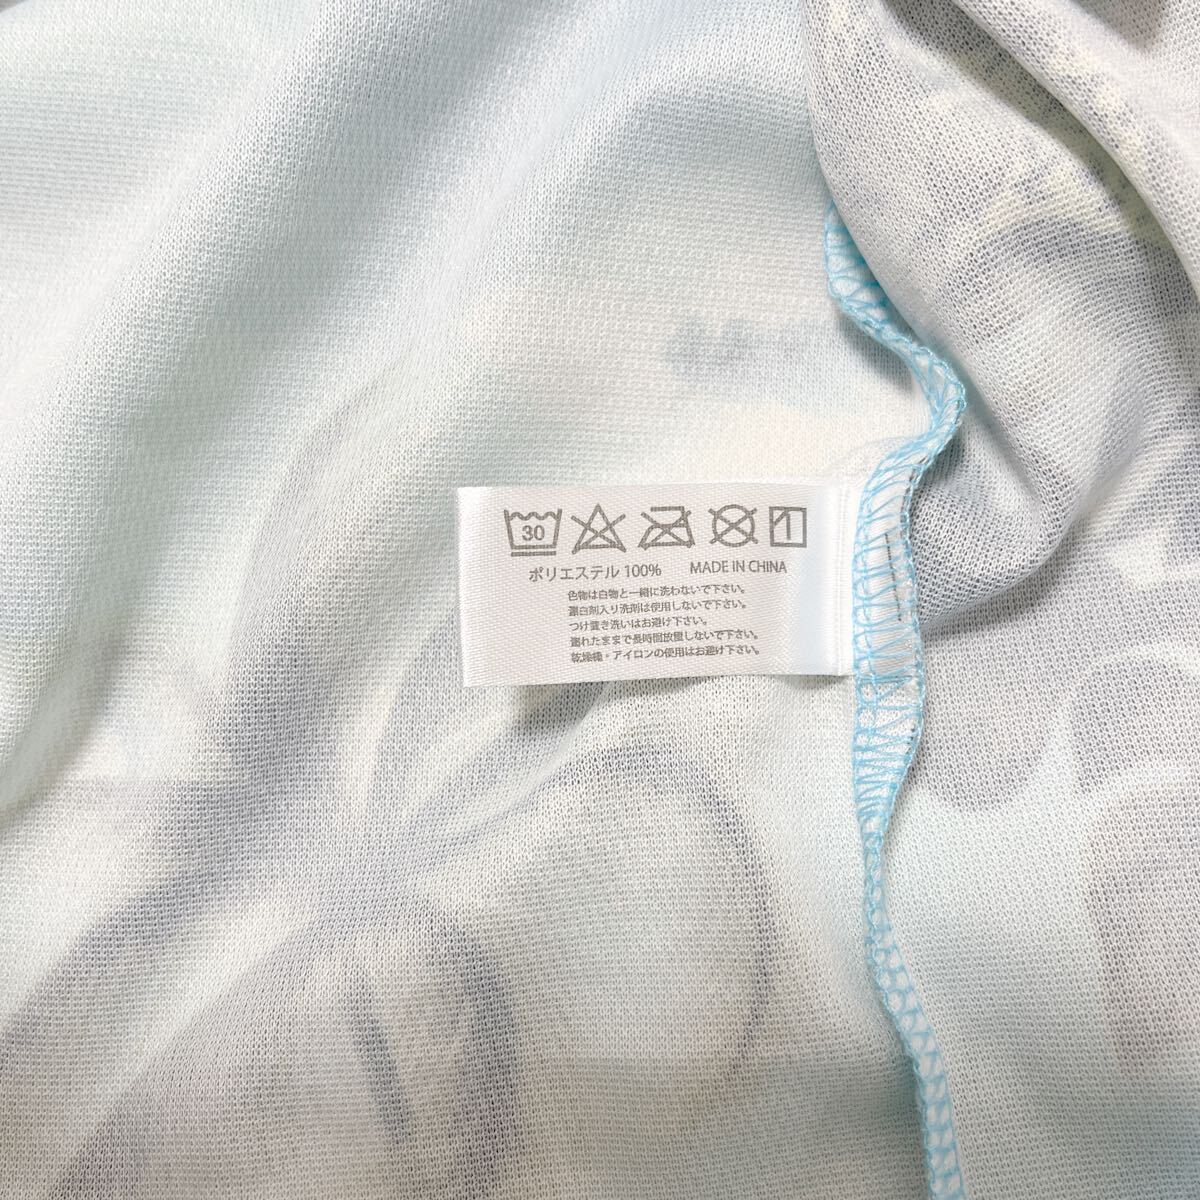 30
ポリエステル 100% MADE IN CHINA
色物は白物と一緒に洗わないで下さい。
漂白剤入り洗剤は使用しないで下さい。
つけ置き洗いはお避け下さい。
濡れたままで長時間放置しないで下さい。
乾燥機・アイロンの使用はお避け下さい。